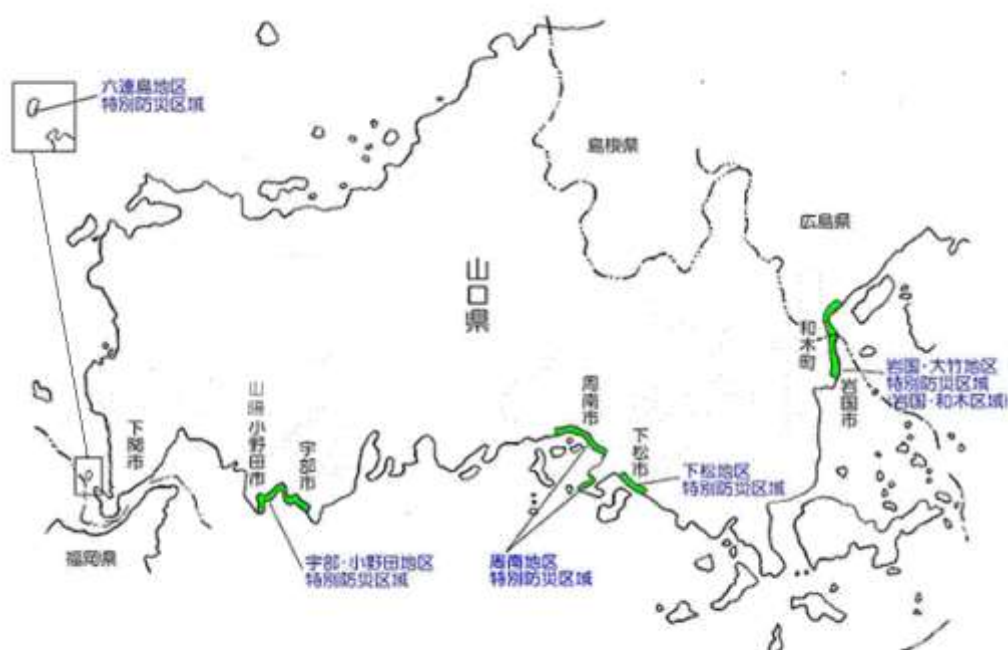 六連島地区
特別防災区域
島根県
広島県
山口県
和木町
岩国・大竹地区
特別防災区域
(岩国・和木区域)
岩国市
周南市
下松市
下松地区
特別防災区域
山陽小野田市
宇部市
下関市
福岡県
宇部・小野田地区
特別防災区域
周南地区
特別防災区域